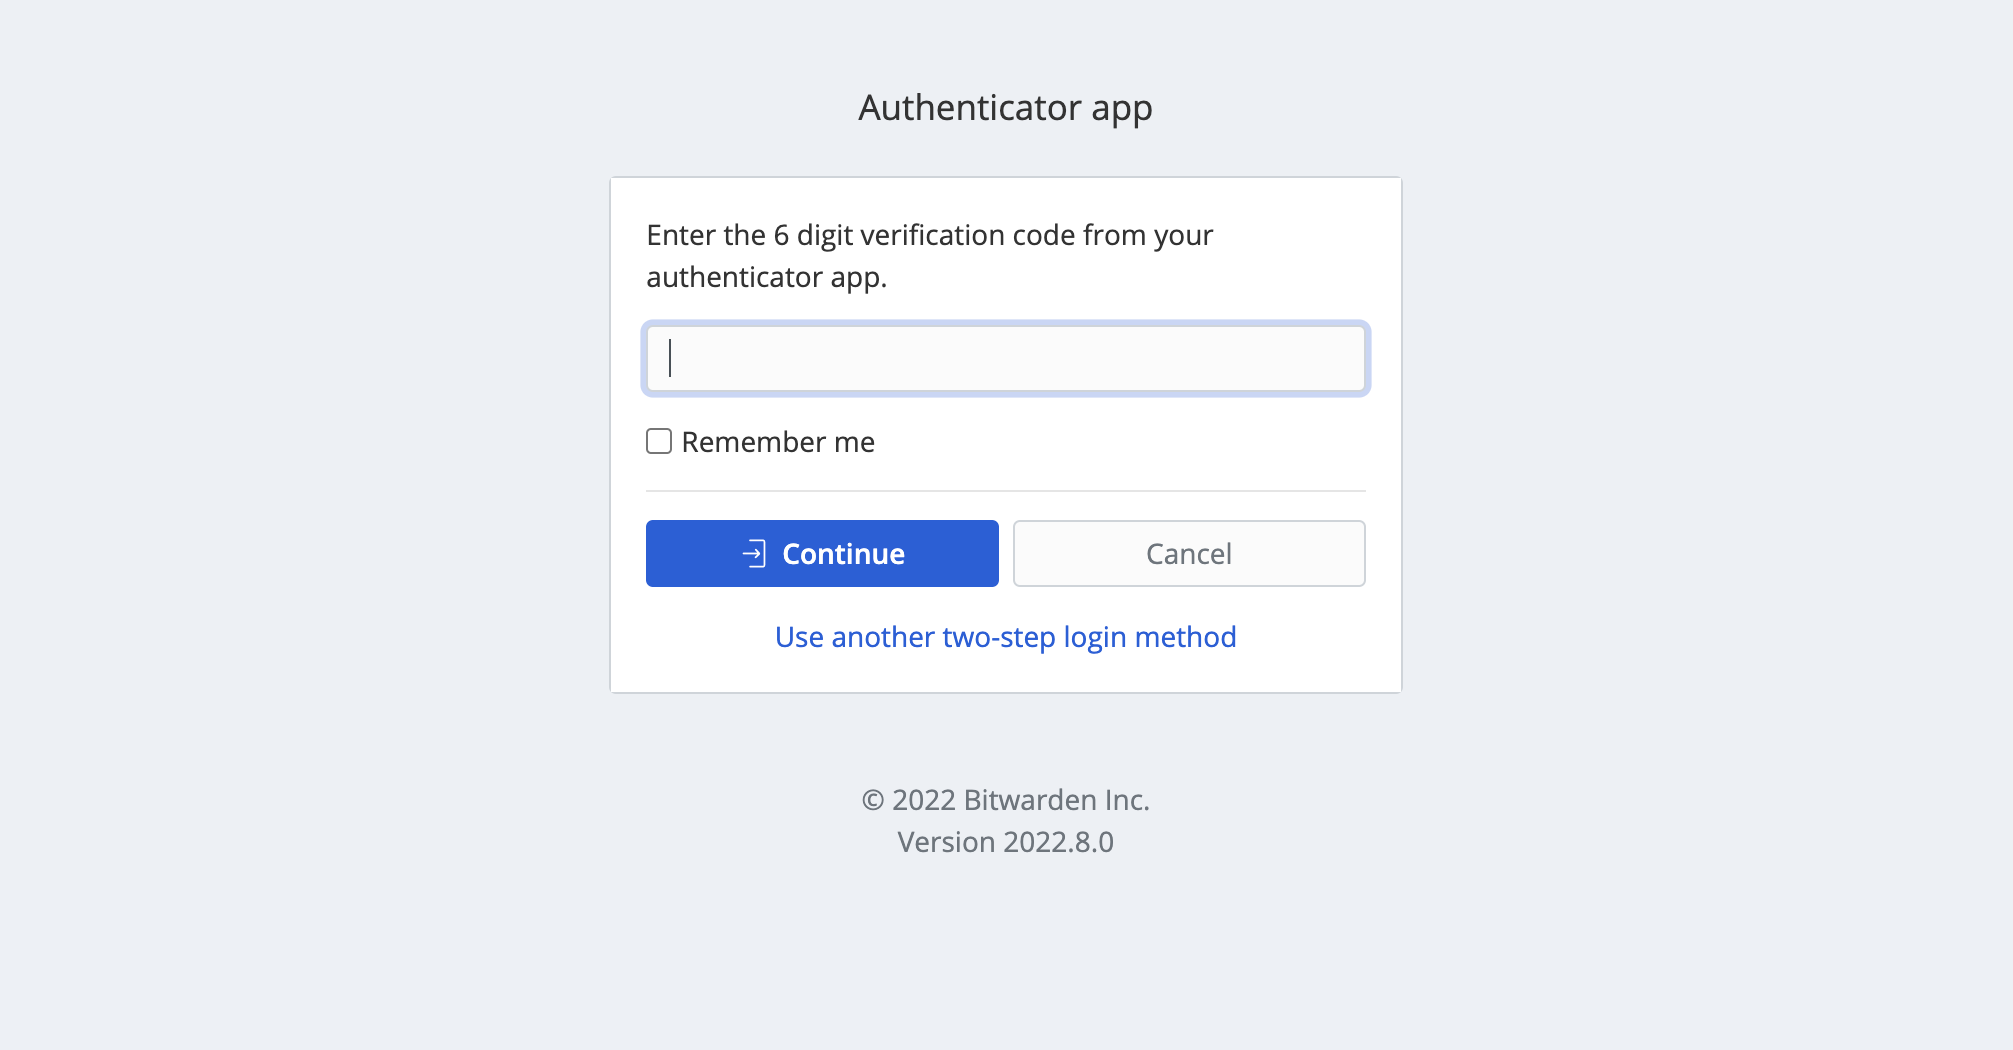 Authenticator app
Enter the 6 digit verification code from your
authenticator app.
Remember me
Continue
Cancel
Use another two-step login method
© 2022 Bitwarden Inc.
Version 2022.8.0